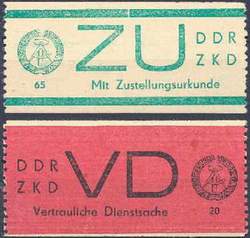 ZU DDR
ZKD
65 Mit Zustellungsurkunde
DDR VD
ZKD
Vertrauliche Dienstsache 20